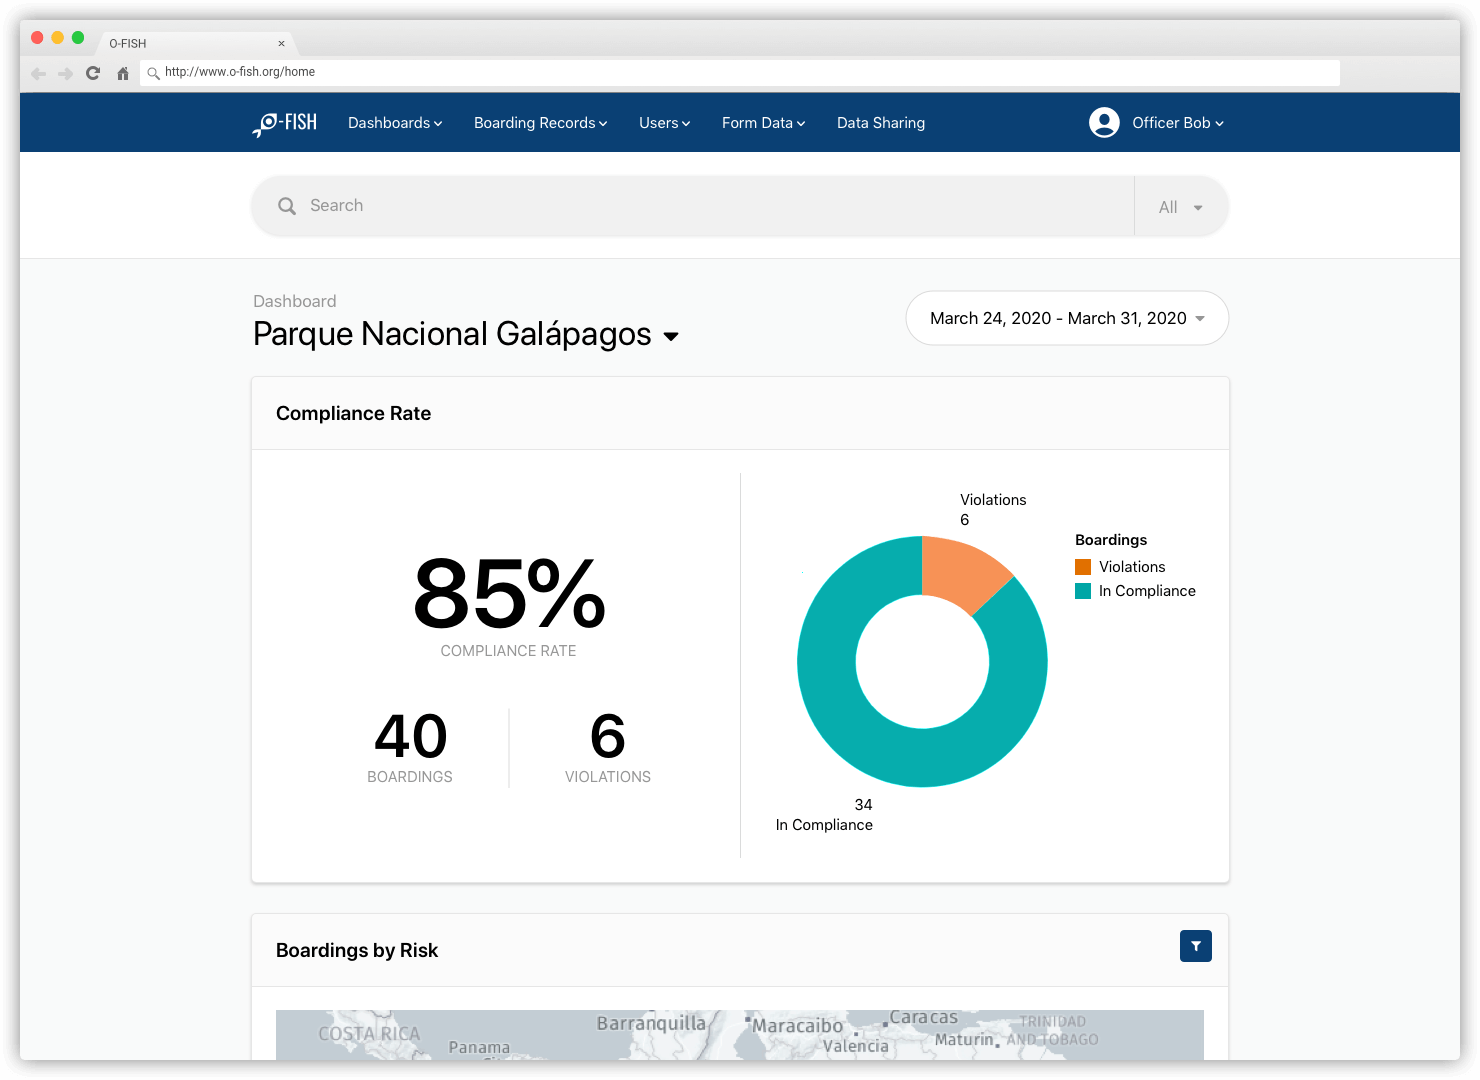 O-FISH
http://www.o-fish.org/home
O-FISH Dashboards Boarding Records Users Form Data Data Sharing Officer Bob
Search All
Dashboard
Parque Nacional Galápagos
March 24, 2020 - March 31, 2020
Compliance Rate
85%
COMPLIANCE RATE
40
BOARDINGS
6
VIOLATIONS
Violations
6
Boardings
Violations
In Compliance
34
In Compliance
Boardings by Risk
COSTA RICA
Panama
Barranquilla
Maracaibo
Caracas
Valencia
Maturin
TRINIDAD
AND TOBAGO